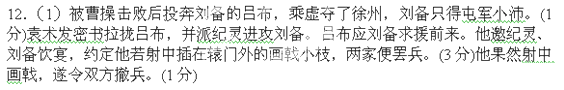 12．（1）被曹操击败后投奔刘备的吕布，乘虚夺了徐州，刘备只得屯军小沛。(1
分)袁术发密书拉拢吕布，并派纪灵进攻刘备。吕布应刘备求援前来。他邀纪灵、
刘备饮宴，约定他若射中插在辕门外的画戟小枝，两家便罢兵。(3 分)他果然射中
画戟，遂令双方撤兵。(1 分)